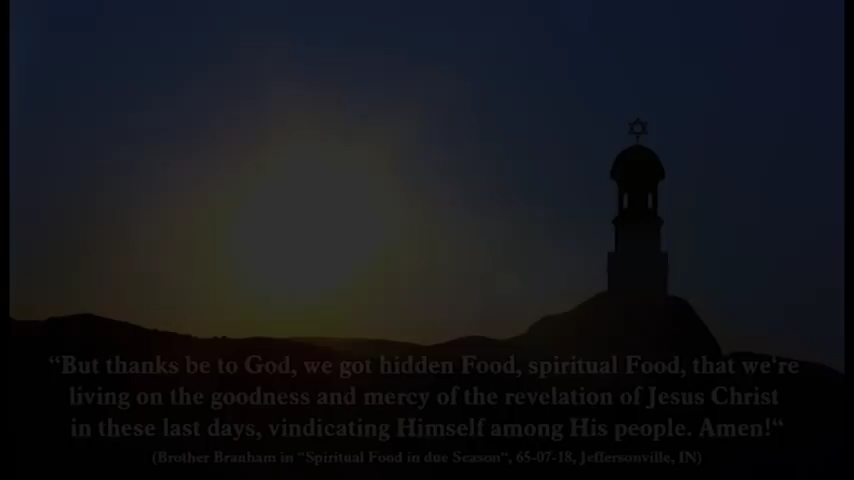 “But thanks be to God, we got hidden Food, spiritual Food, that we're
living on the goodness and mercy of the revelation of Jesus Christ
in these last days, vindicating Himself among His people. Amen!“
(Brother Branham in "Spiritual Food in due Season“, 65-07-18, Jeffersonville, IN)